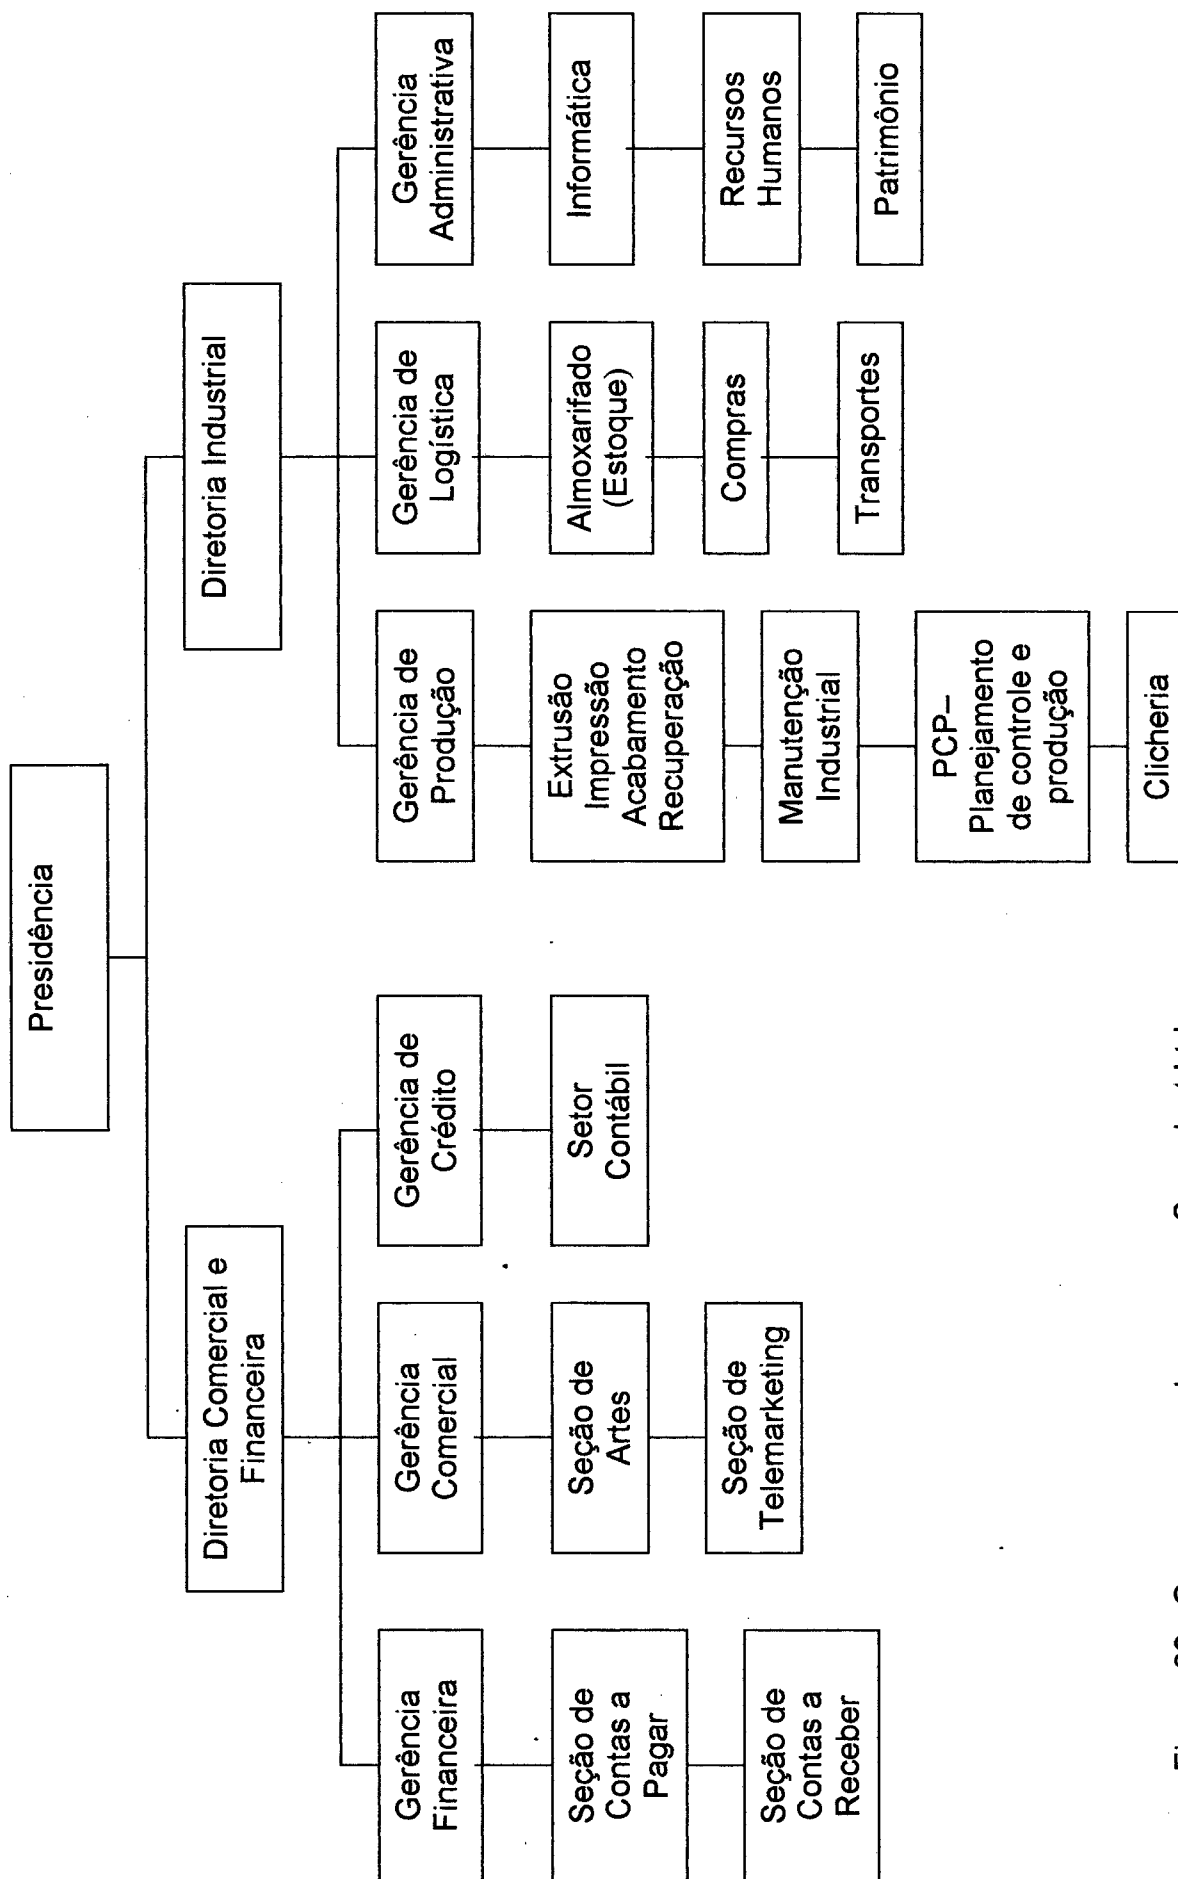 Presidência
Diretoria Comercial e
Financeira
Diretoria Industrial
Gerência
Financeira
Gerência
Comercial
Gerência de
Crédito
Gerência de
Produção
Gerência de
Logística
Gerência
Administrativa
Seção de
Contas a
Pagar
Seção de
Artes
Setor
Contábil
Extrusão
Impressão
Acabamento
Recuperação
Almoxarifado
(Estoque)
Informática
Seção de
Contas a
Receber
Seção de
Telemarketing
Manutenção
Industrial
Compras
Recursos
Humanos
PCP–
Planejamento
de controle e
produção
Transportes
Patrimônio
Clicheria